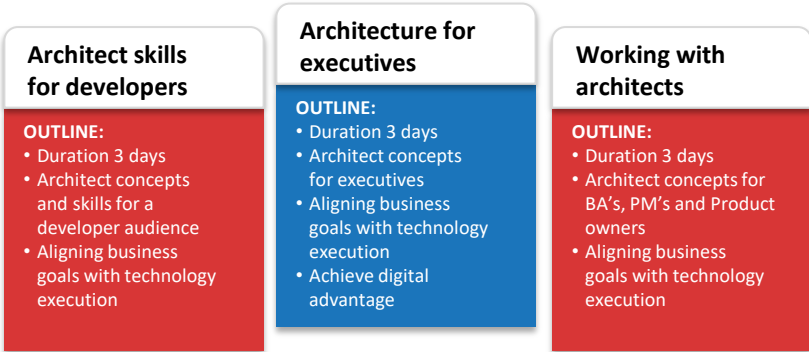 Architect skills
for developers
OUTLINE:
• Duration 3 days
• Architect concepts
and skills for a
developer audience
• Aligning business
goals with technology
execution
Architecture for
executives
OUTLINE:
• Duration 3 days
• Architect concepts
for executives
• Aligning business
goals with technology
execution
• Achieve digital
advantage
Working with
architects
OUTLINE:
• Duration 3 days
• Architect concepts for
BA's, PM's and Product
owners
• Aligning business
goals with technology
execution